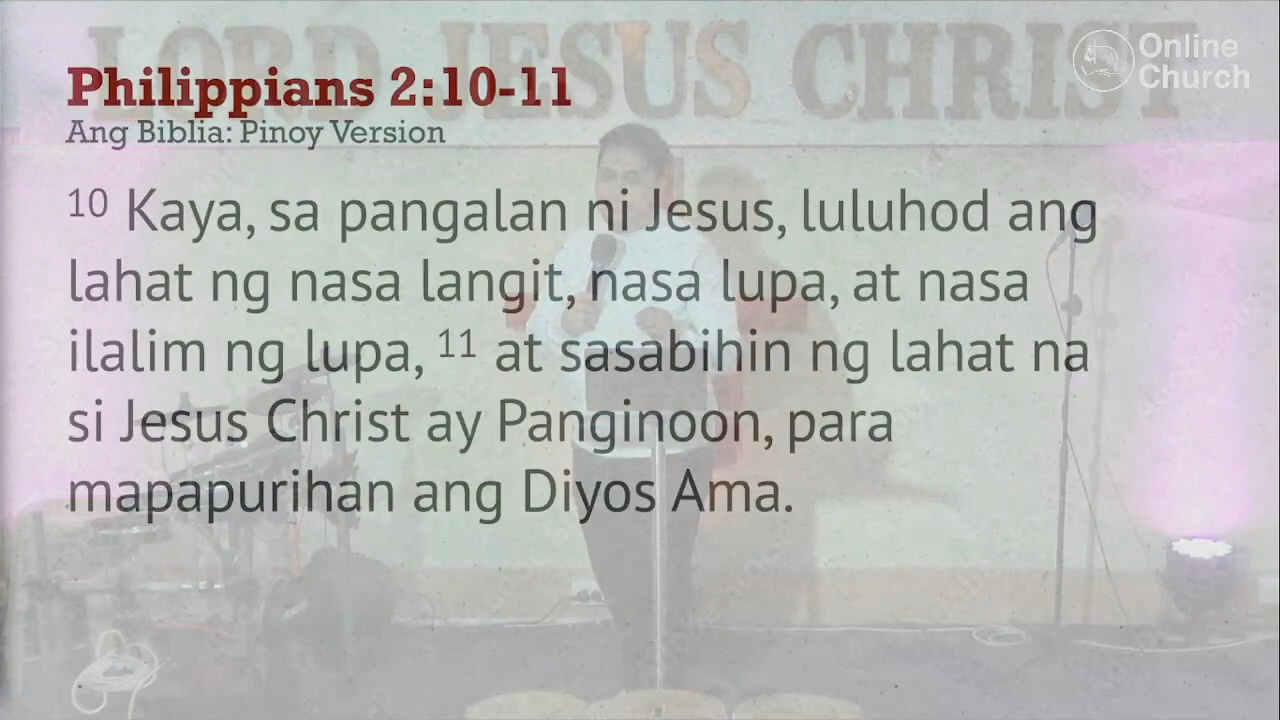 LORD JESUS CHRIST
Online
Church
Philippians 2:10-11
Ang Biblia: Pinoy Version
10 Kaya, sa pangalan ni Jesus, luluhod ang
lahat ng nasa langit, nasa lupa, at nasa
ilalim ng lupa, 11 at sasabihin ng lahat na
si Jesus Christ ay Panginoon, para
mapapurihan ang Diyos Ama.